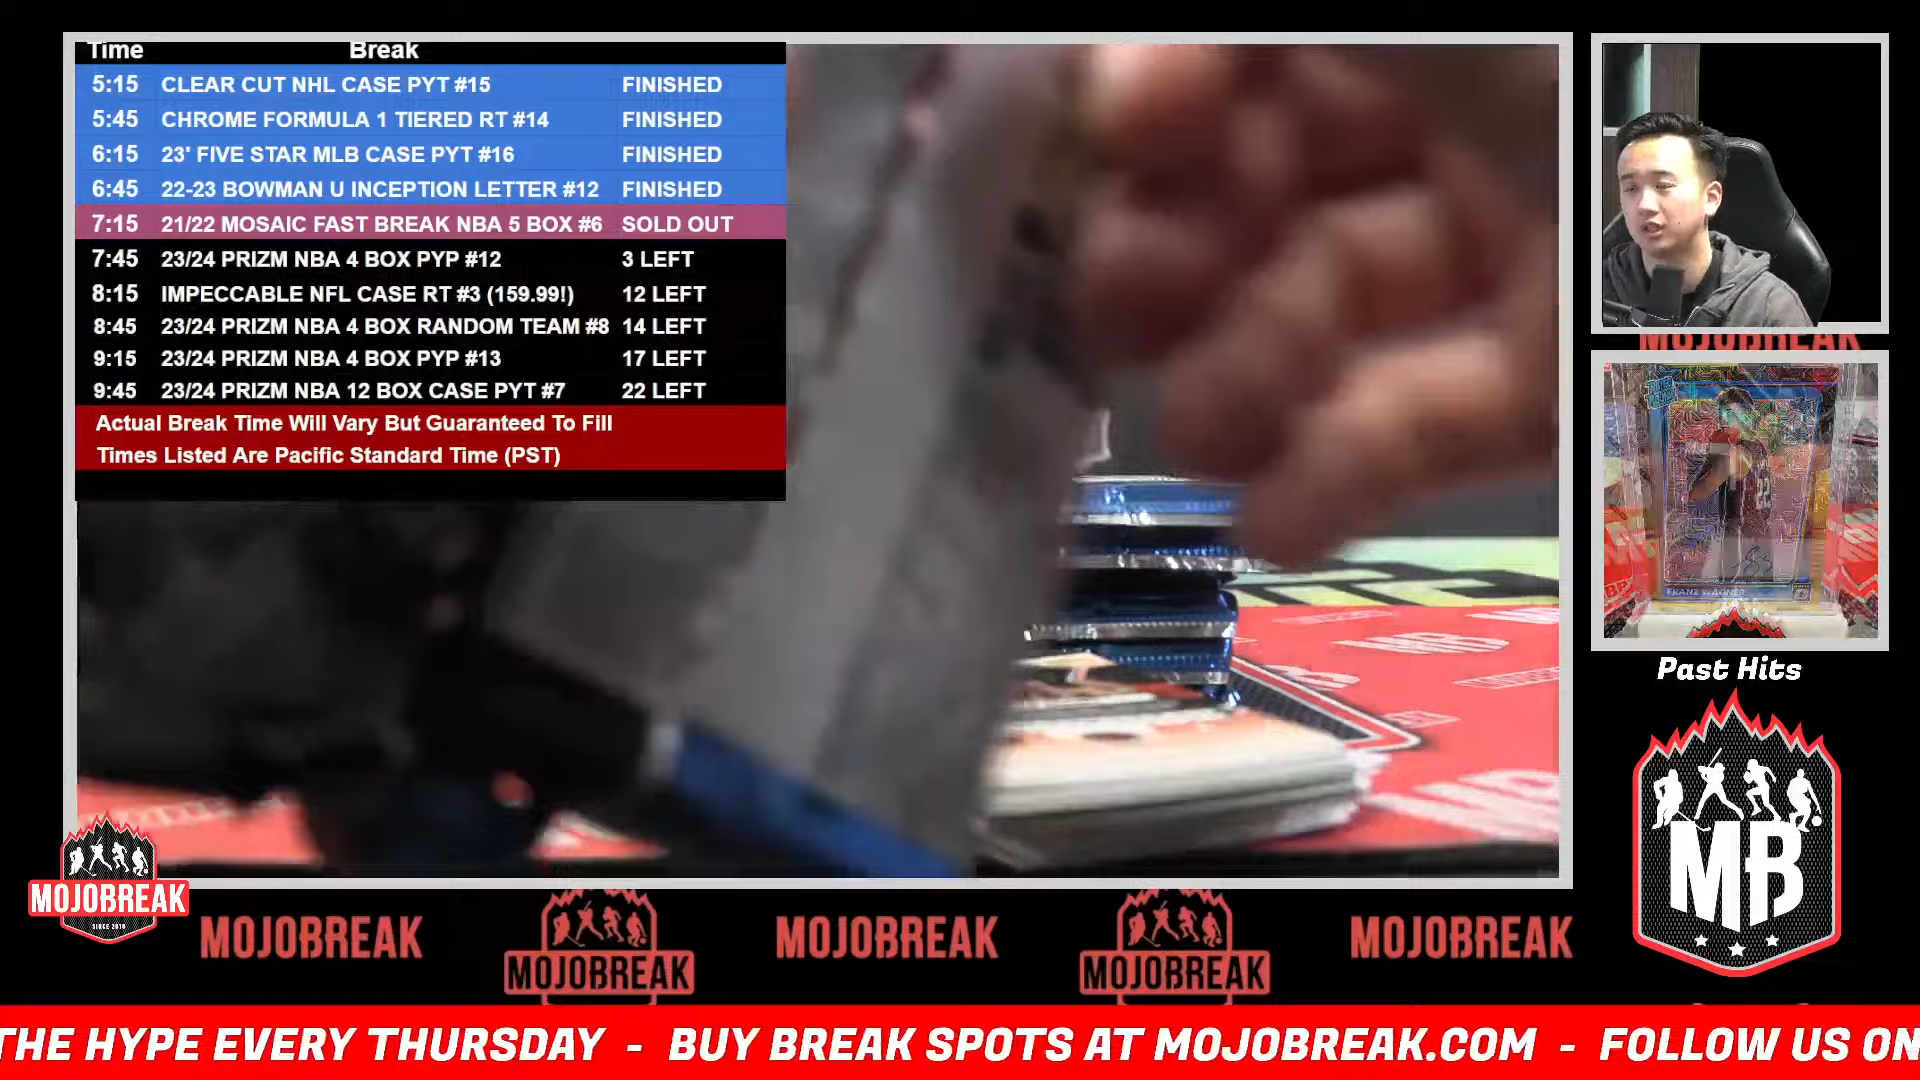 Time Break
5:15 CLEAR CUT NHL CASE PYT #15 FINISHED
5:45 CHROME FORMULA 1 TIERED RT #14 FINISHED
6:15 23' FIVE STAR MLB CASE PYT #16 FINISHED
6:45 22-23 BOWMAN U INCEPTION LETTER #12 FINISHED
7:15 21/22 MOSAIC FAST BREAK NBA 5 BOX #6 SOLD OUT
7:45 23/24 PRIZM NBA 4 BOX PYP #12 3 LEFT
8:15 IMPECCABLE NFL CASE RT #3 (159.99!) 12 LEFT
8:45 23/24 PRIZM NBA 4 BOX RANDOM TEAM #8 14 LEFT
9:15 23/24 PRIZM NBA 4 BOX PYP #13 17 LEFT
9:45 23/24 PRIZM NBA 12 BOX CASE PYT #7 22 LEFT
Actual Break Time Will Vary But Guaranteed To Fill
Times Listed Are Pacific Standard Time (PST)
MOJOBREAK
FRANZ WAGNER
Past Hits
MB
MB
MOJOBREAK
SINCE 2010
MOJOBREAK
MOJOBREAK
MOJOBREAK
MOJOBREAK
MOJOBREAK
THE HYPE EVERY THURSDAY - BUY BREAK SPOTS AT MOJOBREAK.COM - FOLLOW US ON